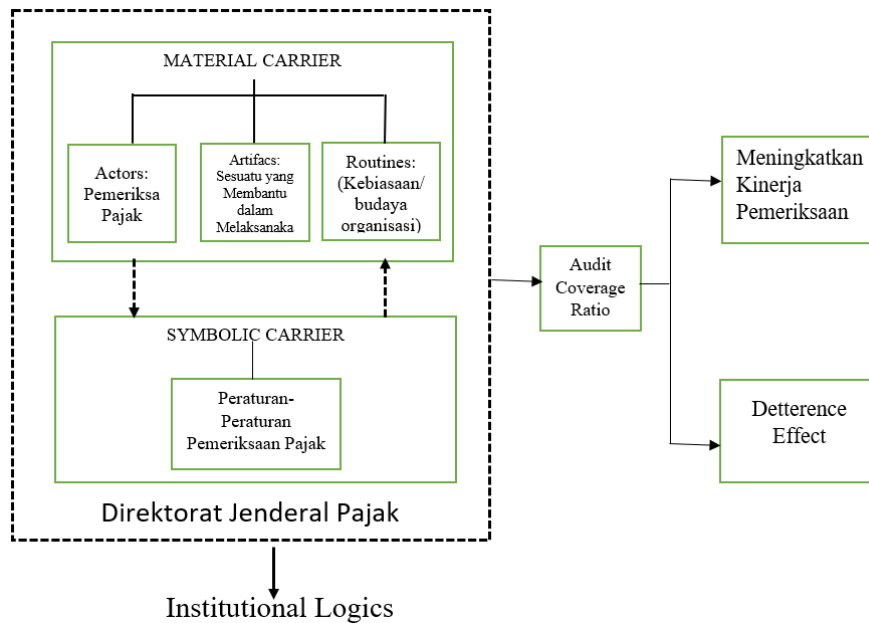 MATERIAL CARRIER
Actors:
Pemeriksa
Pajak
Artifacs:
Sesuatu yang
Membantu
dalam
Melaksanaka
Routines:
(Kebiasaan/
budaya
organisasi)
SYMBOLIC CARRIER
Peraturan-
Peraturan
Pemeriksaan Pajak
Direktorat Jenderal Pajak
Institutional Logics
Audit
Coverage
Ratio
Meningkatkan
Kinerja
Pemeriksaan
Detterence
Effect